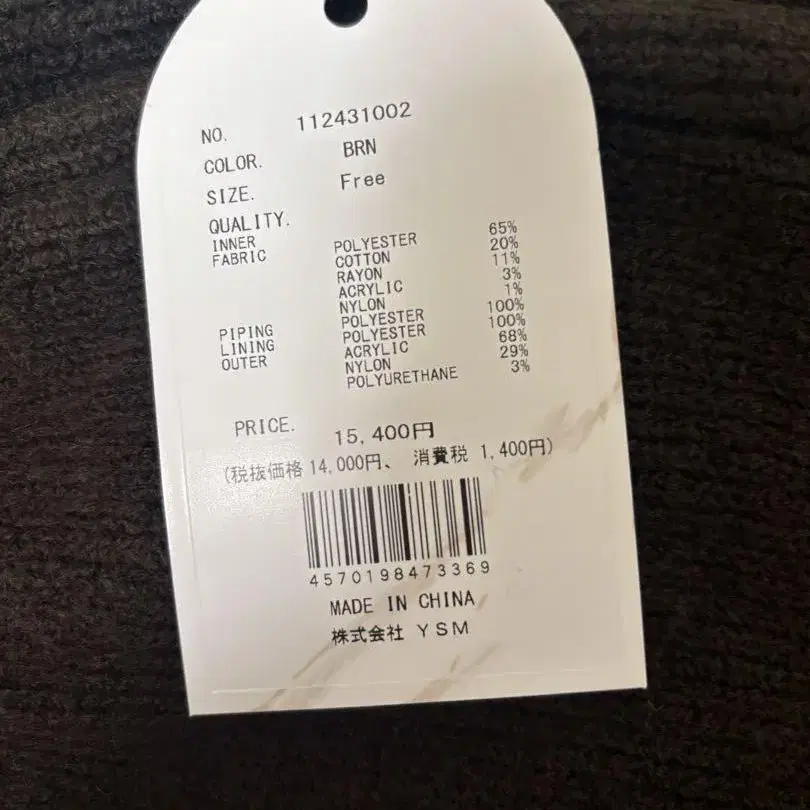 NO. 112431002
COLOR. BRN
SIZE. Free
QUALITY.
INNER FABRIC POLYESTER 65%
COTTON 20%
RAYON 11%
ACRYLIC 3%
NYLON 1%
PIPING POLYESTER 100%
LINING POLYESTER 100%
OUTER ACRYLIC 68%
NYLON 29%
POLYURETHANE 3%
PRICE. 15,400円
(税抜価格 14,000円、 消費税 1,400円)
4570198473369
MADE IN CHINA
株式会社 YSM